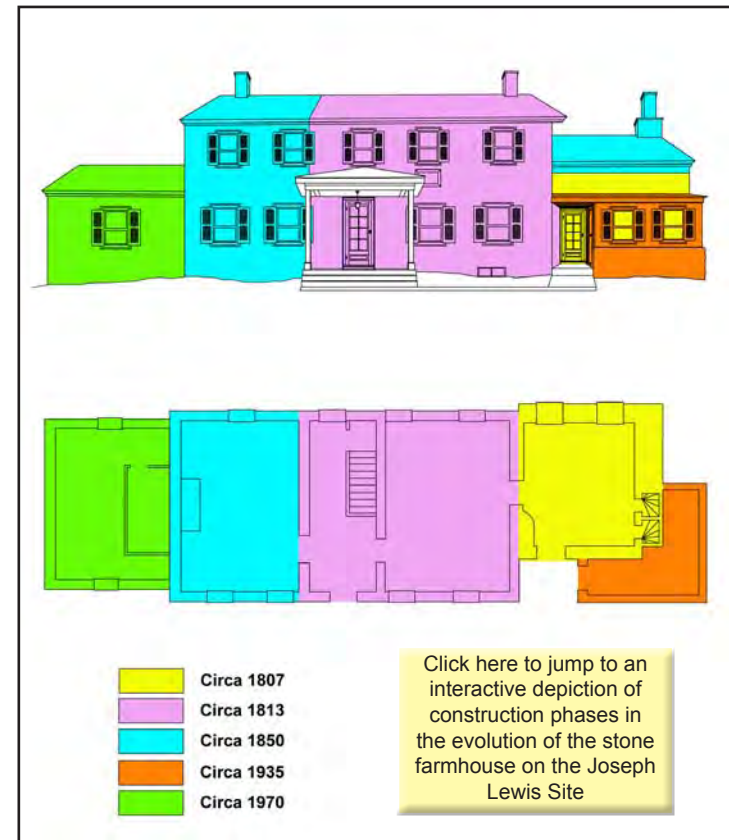 Circa 1807
Circa 1813
Circa 1850
Circa 1935
Circa 1970
Click here to jump to an
interactive depiction of
construction phases in
the evolution of the stone
farmhouse on the Joseph
Lewis Site